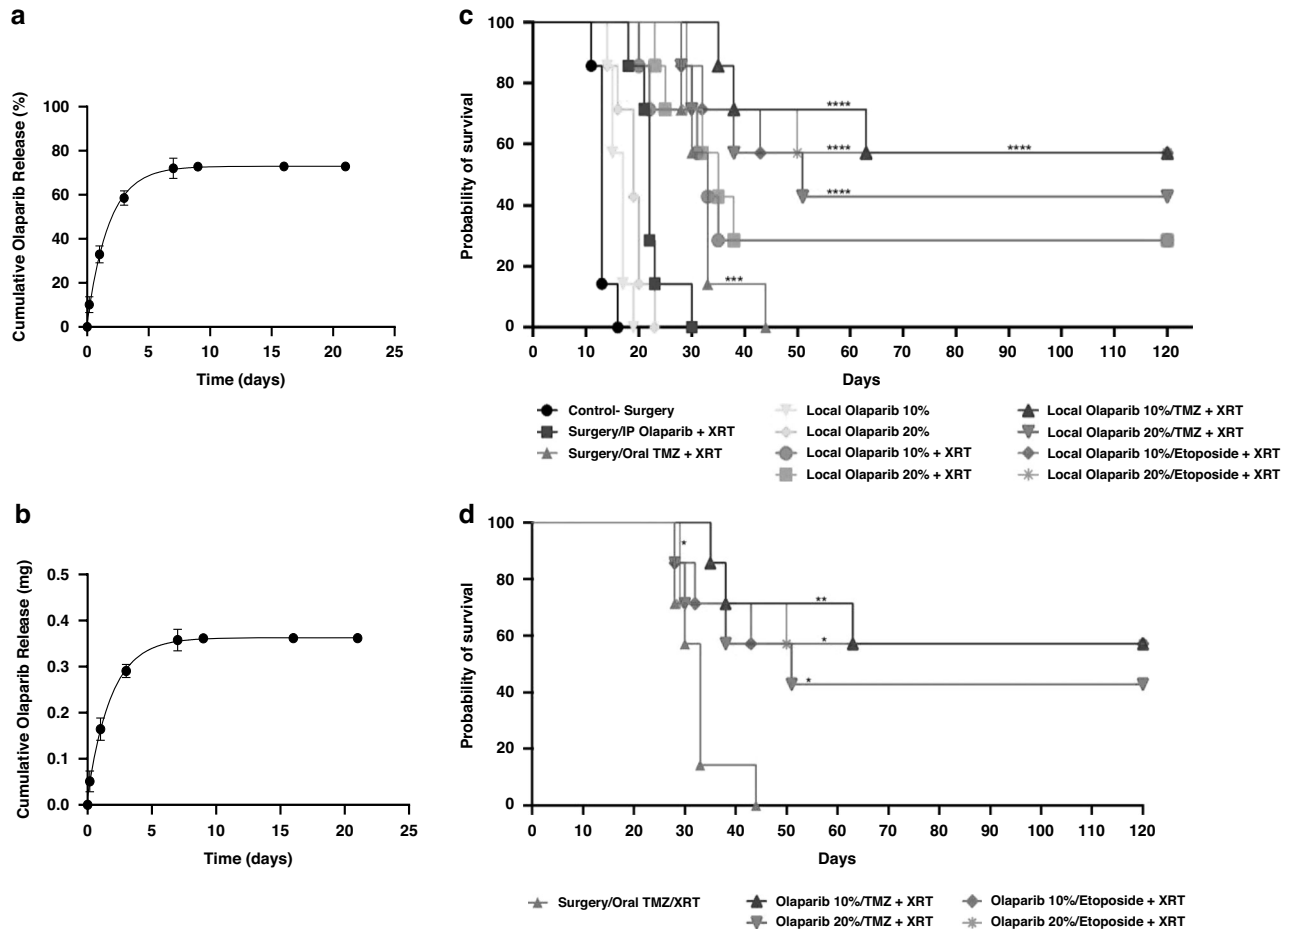 a
Cumulative Olaparib Release (%)
100
80
60
40
20
0
0 5 10 15 20 25
Time (days)
b
Cumulative Olaparib Release (mg)
0.5
0.4
0.3
0.2
0.1
0.0
0 5 10 15 20 25
Time (days)
c
Probability of survival
100
80
60
40
20
0
****
****
****
****
***
0 10 20 30 40 50 60 70 80 90 100 110 120
Days
Control- Surgery
Surgery/IP Olaparib + XRT
Surgery/Oral TMZ + XRT
Local Olaparib 10%
Local Olaparib 20%
Local Olaparib 10% + XRT
Local Olaparib 20% + XRT
Local Olaparib 10%/TMZ + XRT
Local Olaparib 20%/TMZ + XRT
Local Olaparib 10%/Etoposide + XRT
Local Olaparib 20%/Etoposide + XRT
d
Probability of survival
100
80
60
40
20
0
*
**
*
*
0 10 20 30 40 50 60 70 80 90 100 110 120
Days
Surgery/Oral TMZ/XRT
Olaparib 10%/TMZ + XRT
Olaparib 20%/TMZ + XRT
Olaparib 10%/Etoposide + XRT
Olaparib 20%/Etoposide + XRT